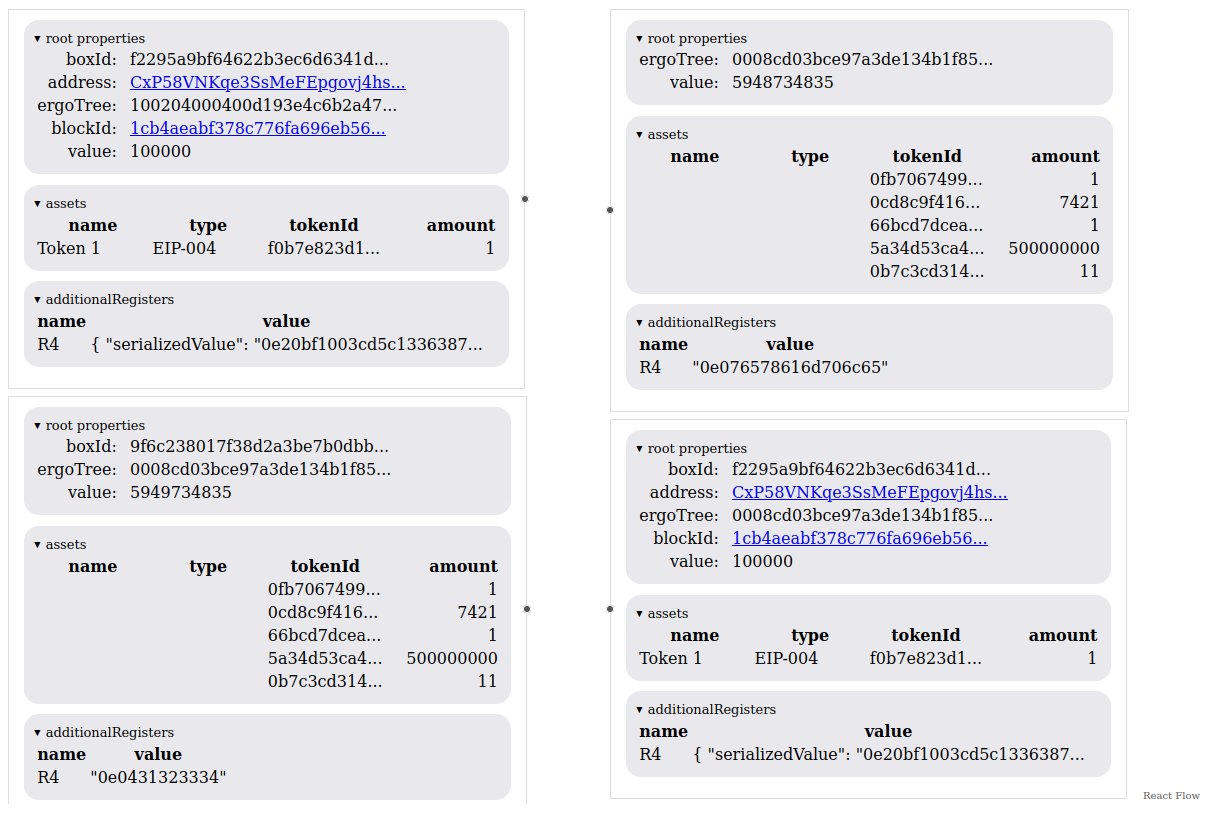 ▾ root properties
boxId: f2295a9bf64622b3ec6d6341d...
address: CxP58VNKqe3SsMeFEpgovj4hs...
ergoTree: 100204000400d193e4c6b2a47...
blockId: 1cb4aeabf378c776fa696eb56...
value: 100000
▾ assets
name type tokenId amount
Token 1 EIP-004 f0b7e823d1... 1
▾ additionalRegisters
name value
R4 { "serializedValue": "0e20bf1003cd5c1336387...
▾ root properties
boxId: 9f6c238017f38d2a3be7b0dbb...
ergoTree: 0008cd03bce97a3de134b1f85...
value: 5949734835
▾ assets
name type tokenId amount
0fb7067499... 1
0cd8c9f416... 7421
66bcd7dcea... 1
5a34d53ca4... 500000000
0b7c3cd314... 11
▾ additionalRegisters
name value
R4 "0e0431323334"
▾ root properties
ergoTree: 0008cd03bce97a3de134b1f85...
value: 5948734835
▾ assets
name type tokenId amount
0fb7067499... 1
0cd8c9f416... 7421
66bcd7dcea... 1
5a34d53ca4... 500000000
0b7c3cd314... 11
▾ additionalRegisters
name value
R4 "0e076578616d706c65"
▾ root properties
boxId: f2295a9bf64622b3ec6d6341d...
address: CxP58VNKqe3SsMeFEpgovj4hs...
ergoTree: 0008cd03bce97a3de134b1f85...
blockId: 1cb4aeabf378c776fa696eb56...
value: 100000
▾ assets
name type tokenId amount
Token 1 EIP-004 f0b7e823d1... 1
▾ additionalRegisters
name value
R4 { "serializedValue": "0e20bf1003cd5c1336387...
React Flow